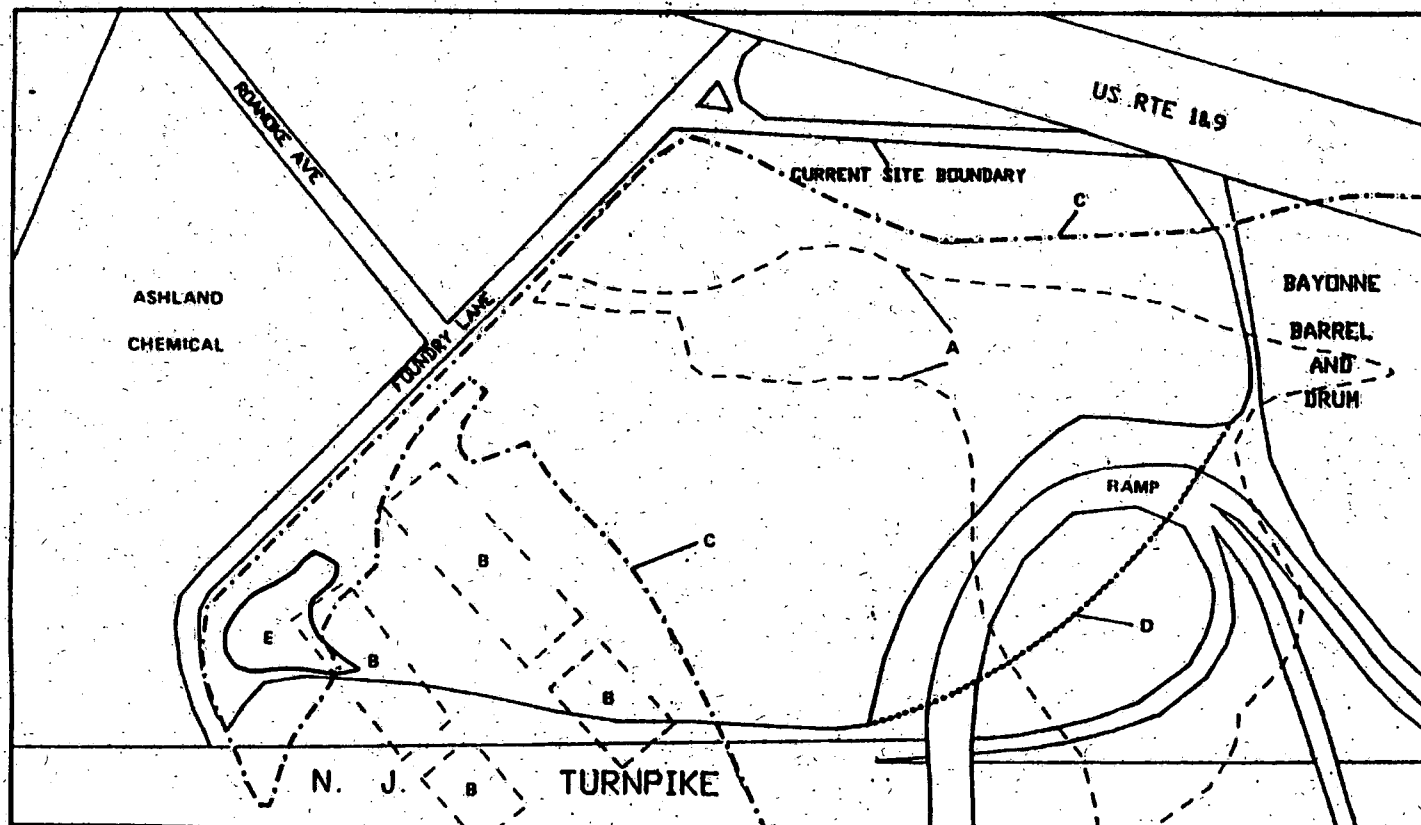 ROANOKE AVE
US RTE 1&9
CURRENT SITE BOUNDARY
C
ASHLAND
CHEMICAL
FOUNDRY LANE
BAYONNE
BARREL
AND
DRUM
A
RAMP
C
B
E
B
B
D
B
N. J. TURNPIKE